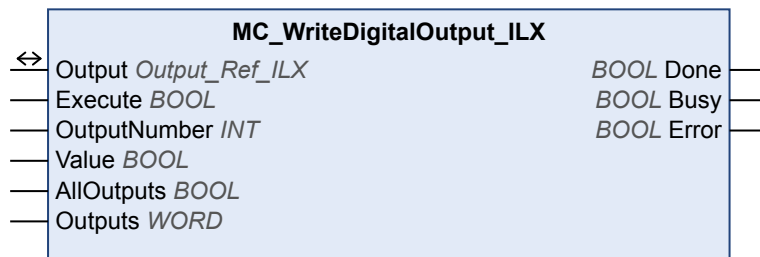 MC_WriteDigitalOutput_ILX
Output Output_Ref_ILX BOOL Done
Execute BOOL BOOL Busy
OutputNumber INT BOOL Error
Value BOOL
AllOutputs BOOL
Outputs WORD